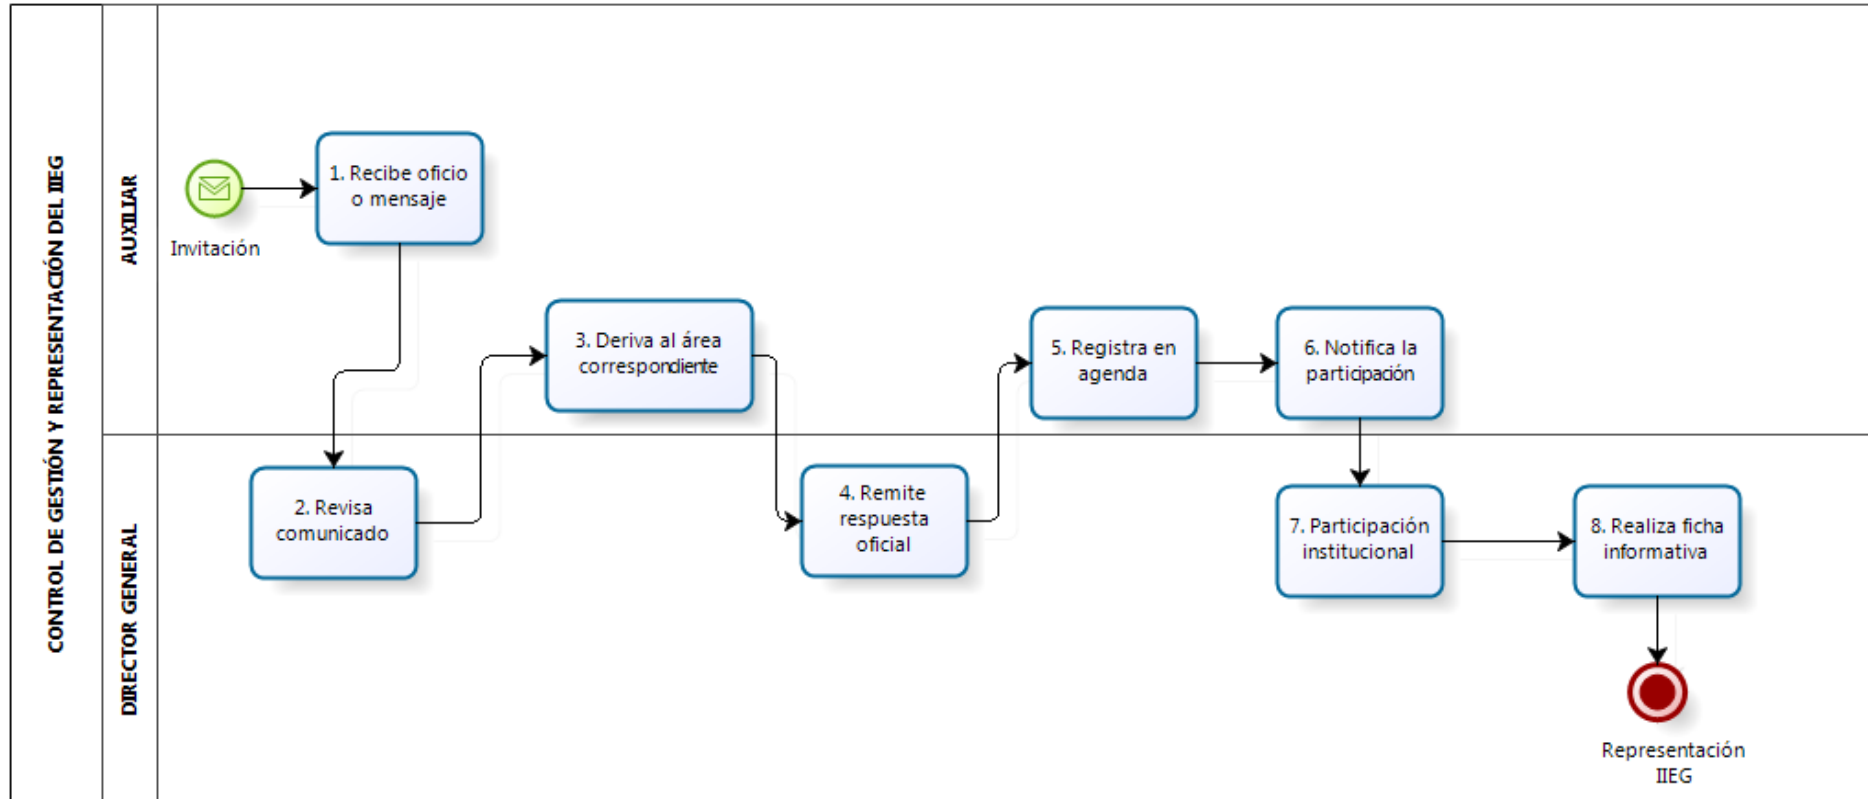 CONTROL DE GESTIÓN Y REPRESENTACIÓN DEL IIEG
AUXILIAR
Invitación
1. Recibe oficio
o mensaje
3. Deriva al área
correspondiente
5. Registra en
agenda
6. Notifica la
participación
DIRECTOR GENERAL
2. Revisa
comunicado
4. Remite
respuesta
oficial
7. Participación
institucional
8. Realiza ficha
informativa
Representación
IIEG